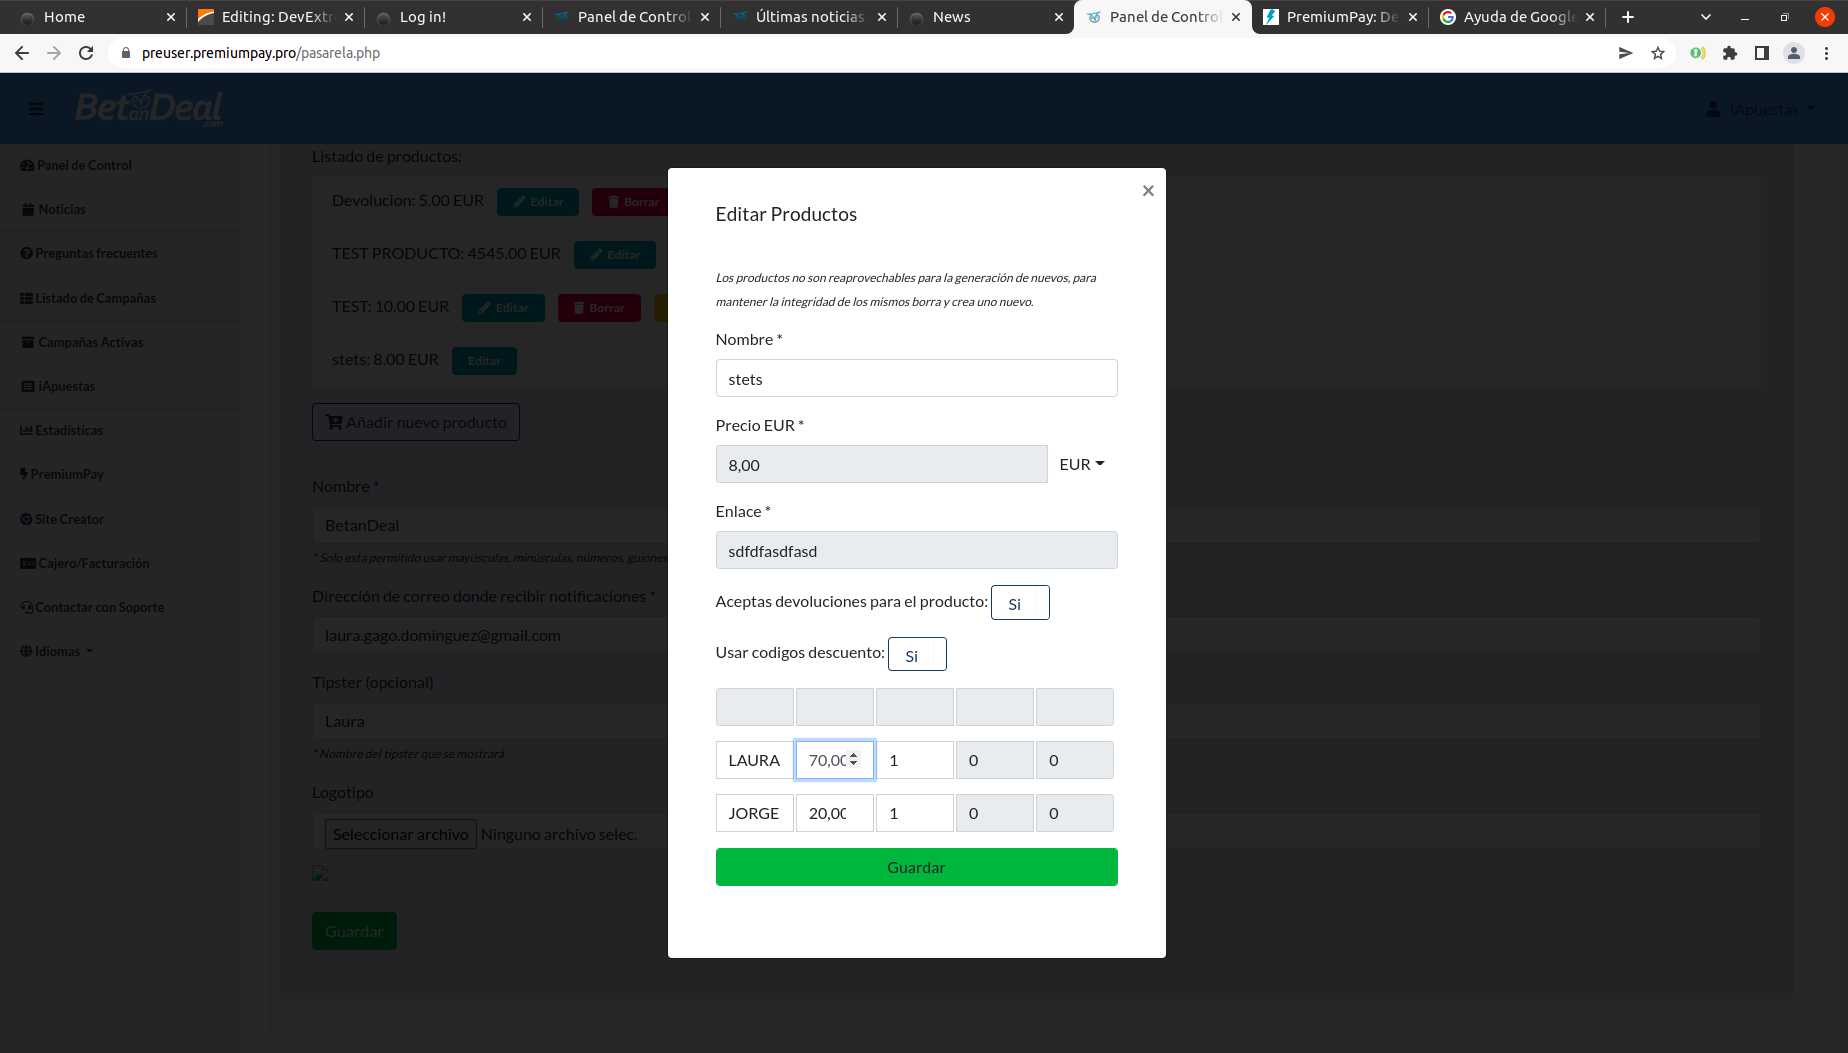 Home
Editing: DevExtr
Log in!
Panel de Control
Últimas noticias
News
Panel de Control
PremiumPay: De
Ayuda de Google
preuser.premiumpay.pro/pasarela.php
BetanDeal.com
iApuestas
Panel de Control
Noticias
Preguntas frecuentes
Listado de Campañas
Campañas Activas
iApuestas
Estadísticas
PremiumPay
Site Creator
Cajero/Facturación
Contactar con Soporte
Idiomas
Listado de productos:
Devolucion: 5.00 EUR Editar Borrar
TEST PRODUCTO: 4545.00 EUR Editar
TEST: 10.00 EUR Editar Borrar
stets: 8.00 EUR Editar
Añadir nuevo producto
Nombre *
BetanDeal
* Solo esta permitido usar mayúsculas, minúsculas, números, guiones
Dirección de correo donde recibir notificaciones *
laura.gago.dominguez@gmail.com
Tipster (opcional)
Laura
* Nombre del tipster que se mostrará
Logotipo
Seleccionar archivo Ninguno archivo selec.
Guardar
×
Editar Productos
Los productos no son reaprovechables para la generación de nuevos, para
mantener la integridad de los mismos borra y crea uno nuevo.
Nombre *
stets
Precio EUR *
8,00 EUR
Enlace *
sdfdfasdfasd
Aceptas devoluciones para el producto: Si
Usar codigos descuento: Si
LAURA 70,00 1 0 0
JORGE 20,00 1 0 0
Guardar